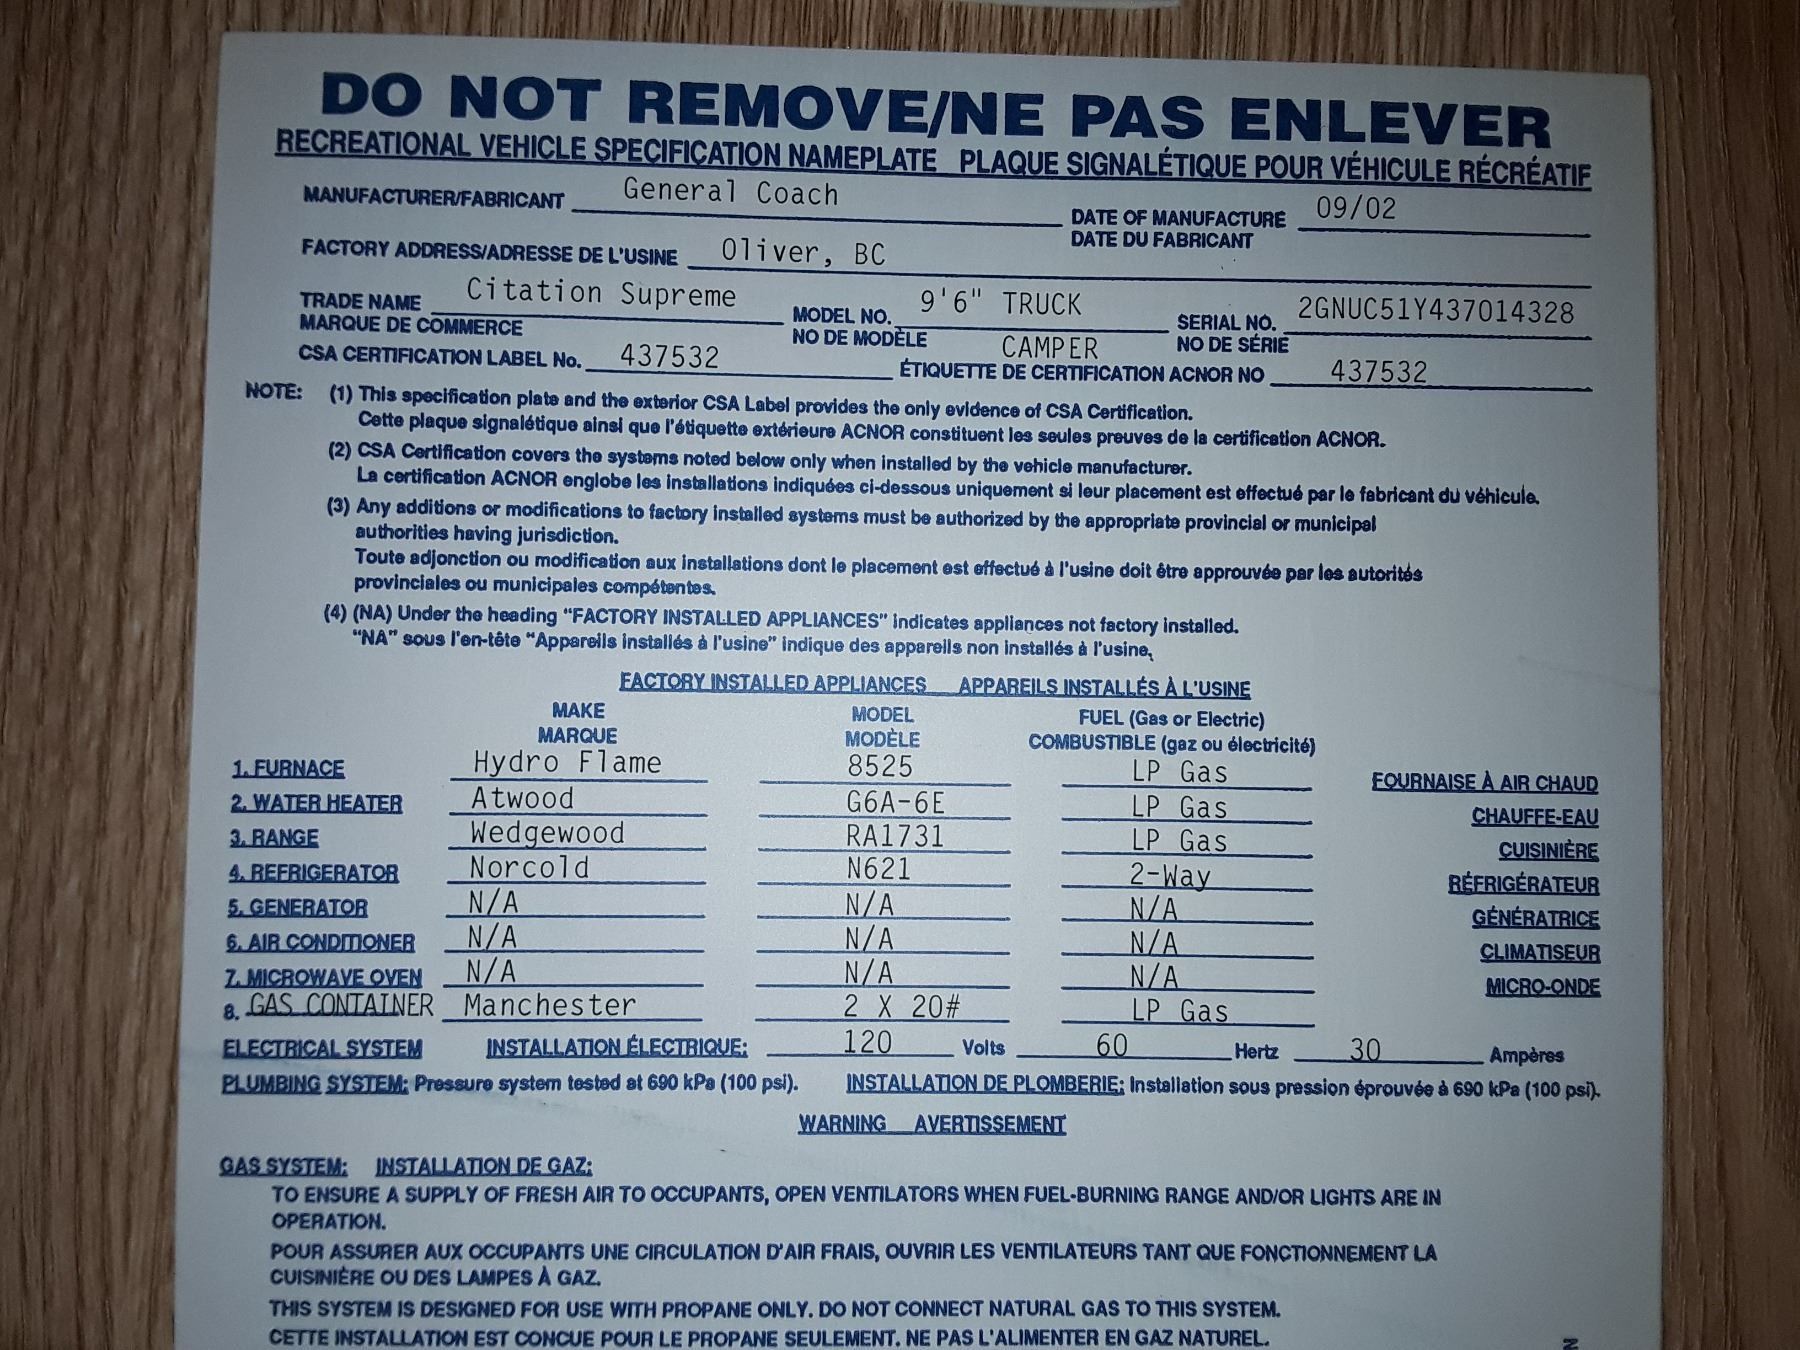 DO NOT REMOVE/NE PAS ENLEVER
RECREATIONAL VEHICLE SPECIFICATION NAMEPLATE PLAQUE SIGNALÉTIQUE POUR VÉHICULE RÉCRÉATIF
MANUFACTURER/FABRICANT General Coach DATE OF MANUFACTURE 09/02
DATE DU FABRICANT
FACTORY ADDRESS/ADRESSE DE L'USINE Oliver, BC
TRADE NAME Citation Supreme MODEL NO. 9'6" TRUCK SERIAL NO. 2GNUC51Y437014328
MARQUE DE COMMERCE NO DE MODÈLE CAMPER NO DE SÉRIE
CSA CERTIFICATION LABEL No. 437532 ÉTIQUETTE DE CERTIFICATION ACNOR NO 437532
NOTE: (1) This specification plate and the exterior CSA Label provides the only evidence of CSA Certification.
Cette plaque signalétique ainsi que l'étiquette extérieure ACNOR constituent les seules preuves de la certification ACNOR.
(2) CSA Certification covers the systems noted below only when installed by the vehicle manufacturer.
La certification ACNOR englobe les installations indiquées ci-dessous uniquement si leur placement est effectué par le fabricant du véhicule.
(3) Any additions or modifications to factory installed systems must be authorized by the appropriate provincial or municipal
authorities having jurisdiction.
Toute adjonction ou modification aux installations dont le placement est effectué à l'usine doit être approuvée par les autorités
provinciales ou municipales compétentes.
(4) (NA) Under the heading "FACTORY INSTALLED APPLIANCES" indicates appliances not factory installed.
"NA" sous l'en-tête "Appareils installés à l'usine" indique des appareils non installés à l'usine.
FACTORY INSTALLED APPLIANCES APPAREILS INSTALLÉS À L'USINE
MAKE MODEL FUEL (Gas or Electric)
MARQUE MODÈLE COMBUSTIBLE (gaz ou électricité)
1. FURNACE Hydro Flame 8525 LP Gas FOURNAISE À AIR CHAUD
2. WATER HEATER Atwood G6A-6E LP Gas CHAUFFE-EAU
3. RANGE Wedgewood RA1731 LP Gas CUISINIÈRE
4. REFRIGERATOR Norcold N621 2-Way RÉFRIGÉRATEUR
5. GENERATOR N/A N/A N/A GÉNÉRATRICE
6. AIR CONDITIONER N/A N/A N/A CLIMATISEUR
7. MICROWAVE OVEN N/A N/A N/A MICRO-ONDE
8. GAS CONTAINER Manchester 2 X 20# LP Gas
ELECTRICAL SYSTEM INSTALLATION ÉLECTRIQUE: 120 Volts 60 Hertz 30 Ampères
PLUMBING SYSTEM: Pressure system tested at 690 kPa (100 psi). INSTALLATION DE PLOMBERIE: Installation sous pression éprouvée à 690 kPa (100 psi).
WARNING AVERTISSEMENT
GAS SYSTEM: INSTALLATION DE GAZ:
TO ENSURE A SUPPLY OF FRESH AIR TO OCCUPANTS, OPEN VENTILATORS WHEN FUEL-BURNING RANGE AND/OR LIGHTS ARE IN
OPERATION.
POUR ASSURER AUX OCCUPANTS UNE CIRCULATION D'AIR FRAIS, OUVRIR LES VENTILATEURS TANT QUE FONCTIONNEMENT LA
CUISINIÈRE OU DES LAMPES À GAZ.
THIS SYSTEM IS DESIGNED FOR USE WITH PROPANE ONLY. DO NOT CONNECT NATURAL GAS TO THIS SYSTEM.
CETTE INSTALLATION EST CONCUE POUR LE PROPANE SEULEMENT. NE PAS L'ALIMENTER EN GAZ NATUREL.